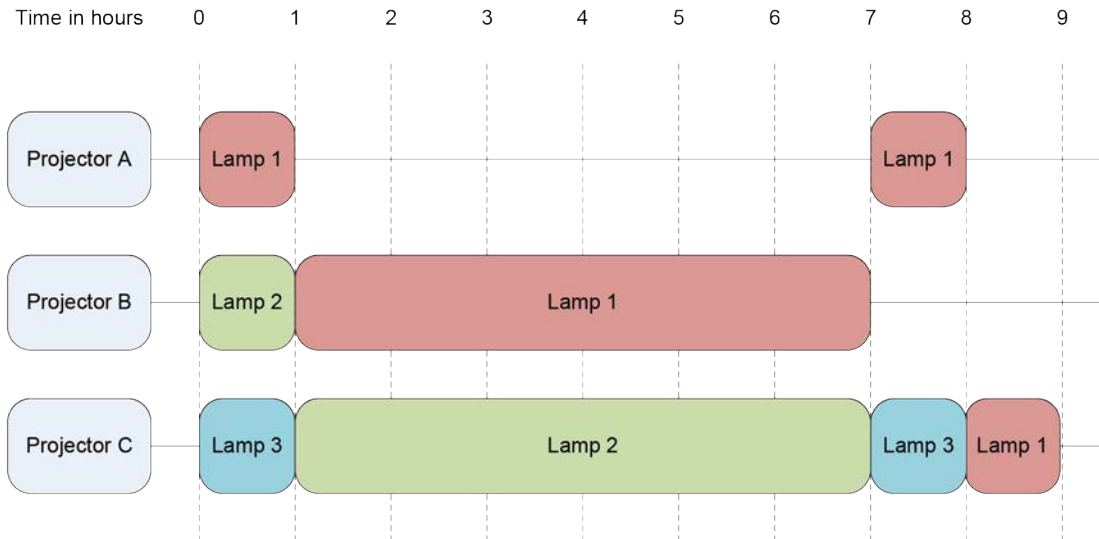 Time in hours 0 1 2 3 4 5 6 7 8 9
Projector A Lamp 1 Lamp 1
Projector B Lamp 2 Lamp 1
Projector C Lamp 3 Lamp 2 Lamp 3 Lamp 1